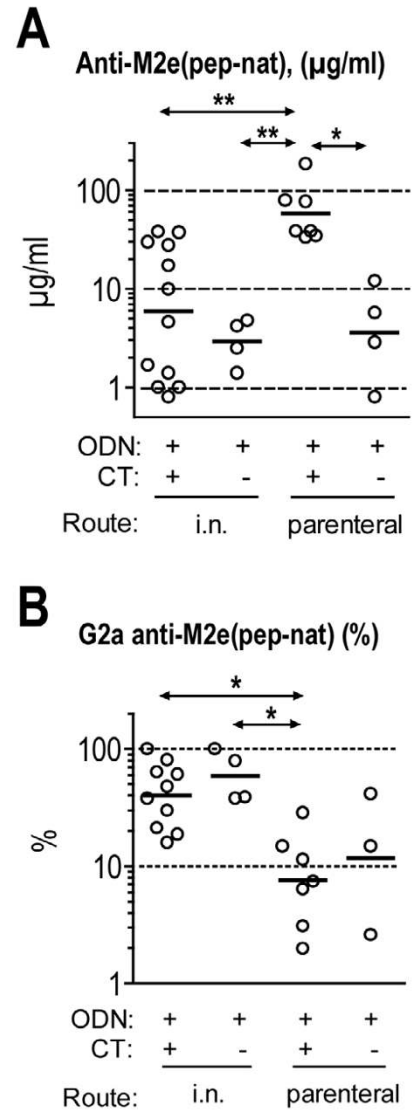 A
Anti-M2e(pep-nat), (µg/ml)
**
** *
100
µg/ml
10
1
ODN: + + + +
CT: + - + -
Route: i.n. parenteral
B
G2a anti-M2e(pep-nat) (%)
*
*
100
%
10
1
ODN: + + + +
CT: + - + -
Route: i.n. parenteral